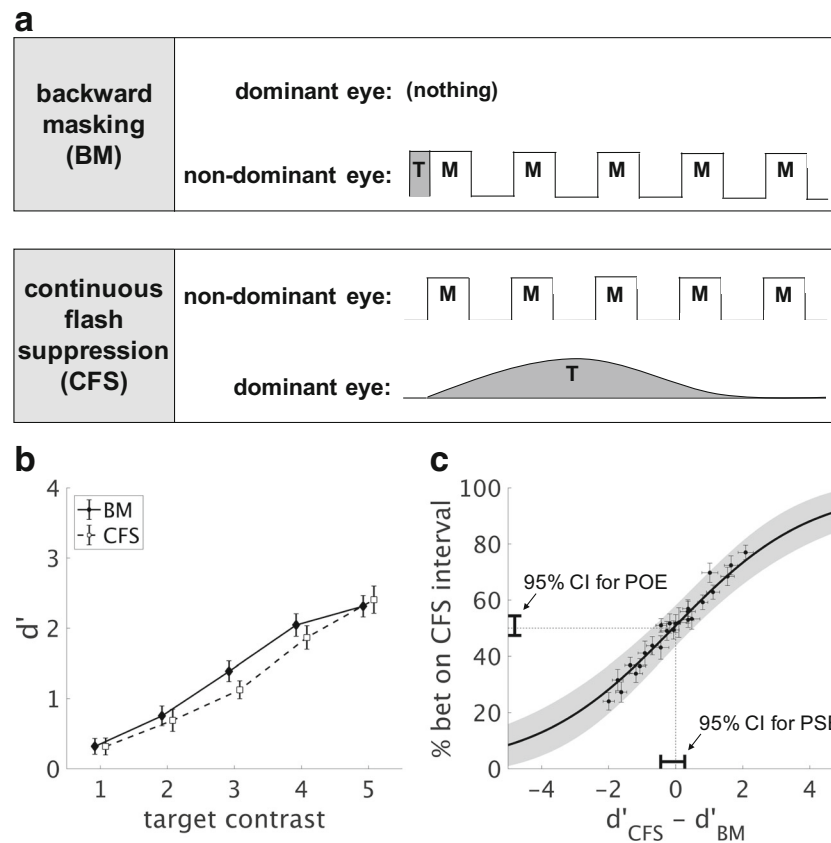 a
backward
masking
(BM)
dominant eye: (nothing)
non-dominant eye: T M M M M M
continuous
flash
suppression
(CFS)
non-dominant eye: M M M M M
dominant eye: T
b
4
3
2
1
0
d'
BM
CFS
1 2 3 4 5
target contrast
c
100
80
60
40
20
0
% bet on CFS interval
95% CI for POE
95% CI for PSE
−4 −2 0 2 4
d'CFS − d'BM